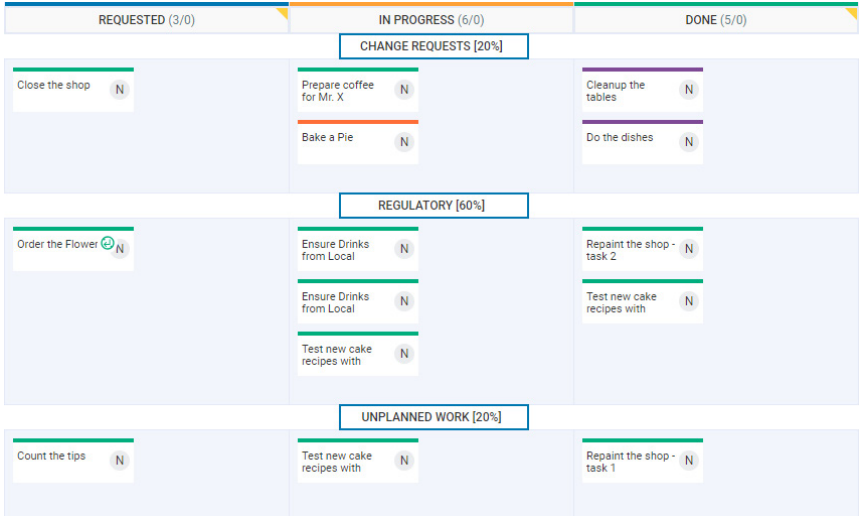 REQUESTED (3/0)
IN PROGRESS (6/0)
DONE (5/0)
CHANGE REQUESTS [20%]
Close the shop
N
Prepare coffee
for Mr. X
N
Cleanup the
tables
N
Bake a Pie
N
Do the dishes
N
REGULATORY [60%]
Order the Flower
N
Ensure Drinks
from Local
N
Repaint the shop -
task 2
N
Ensure Drinks
from Local
N
Test new cake
recipes with
N
Test new cake
recipes with
N
UNPLANNED WORK [20%]
Count the tips
N
Test new cake
recipes with
N
Repaint the shop -
task 1
N